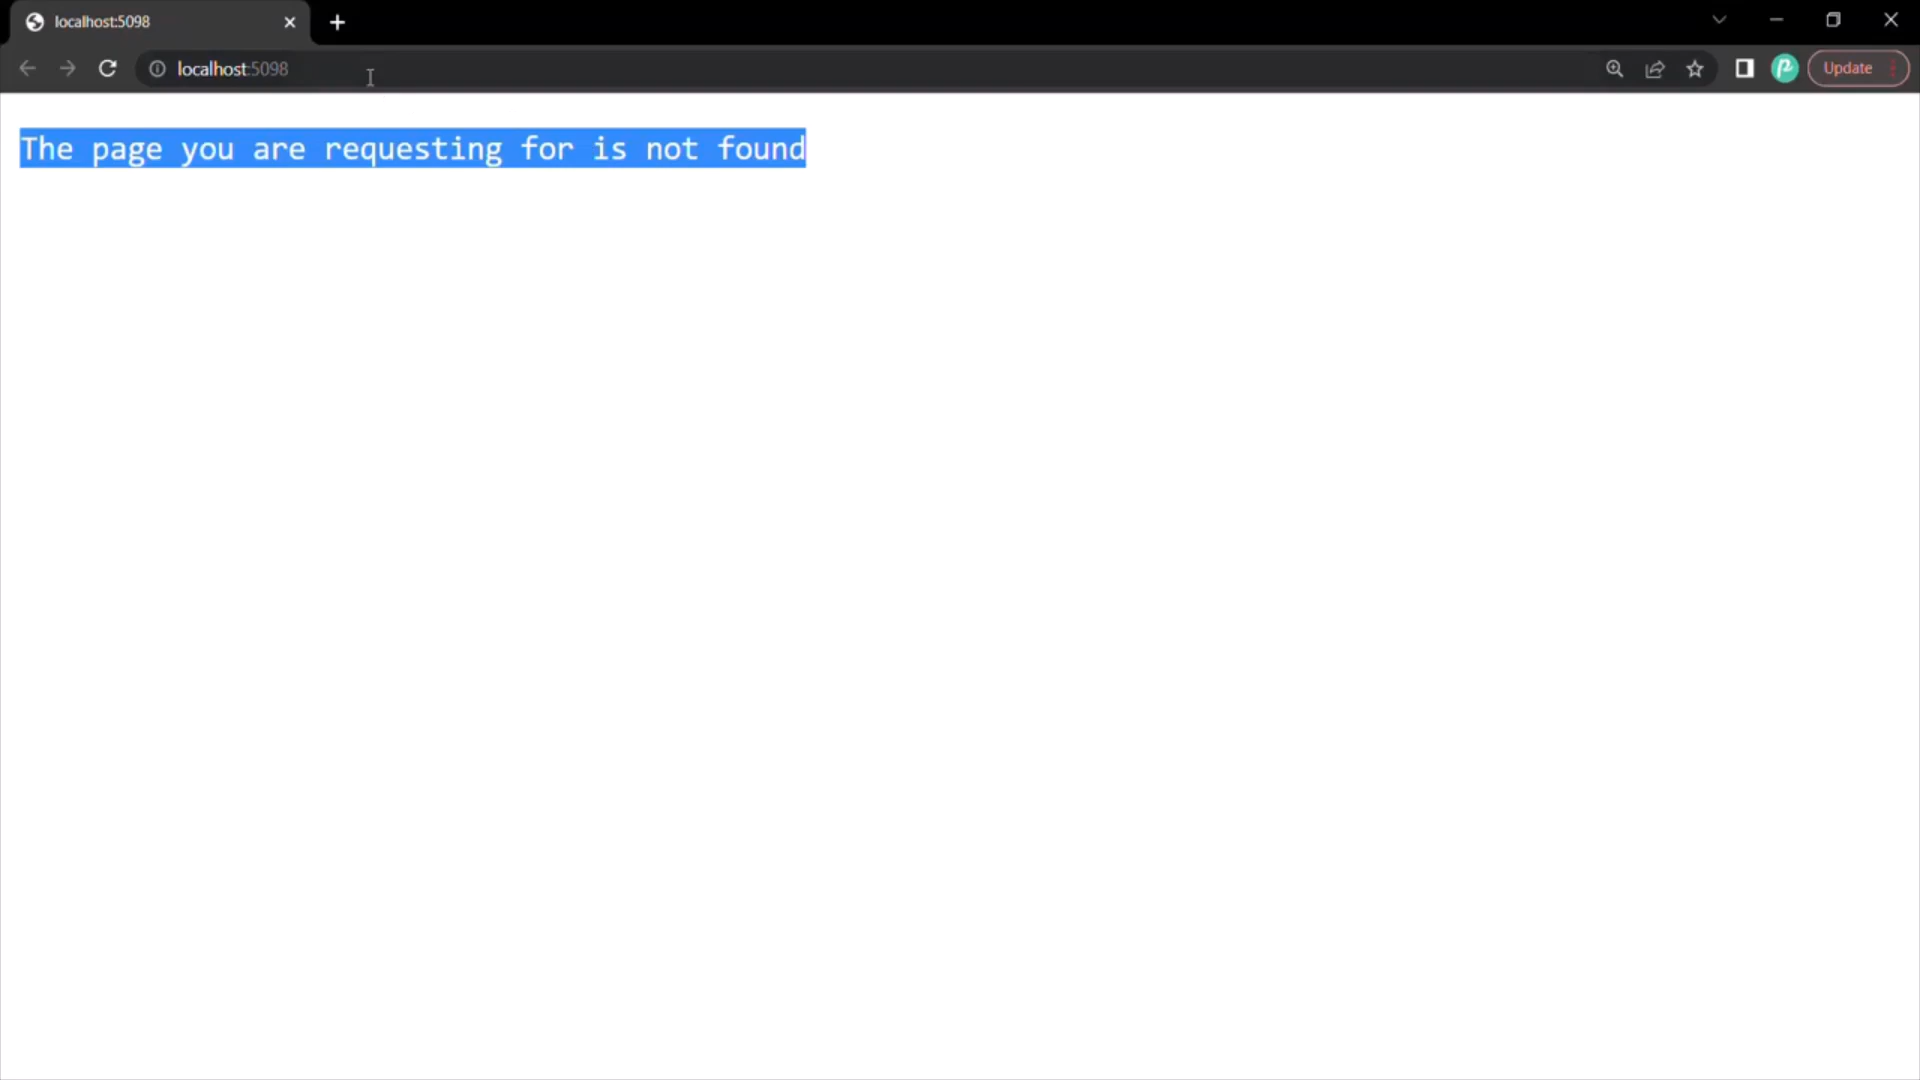 localhost:5098
localhost:5098
Update
The page you are requesting for is not found